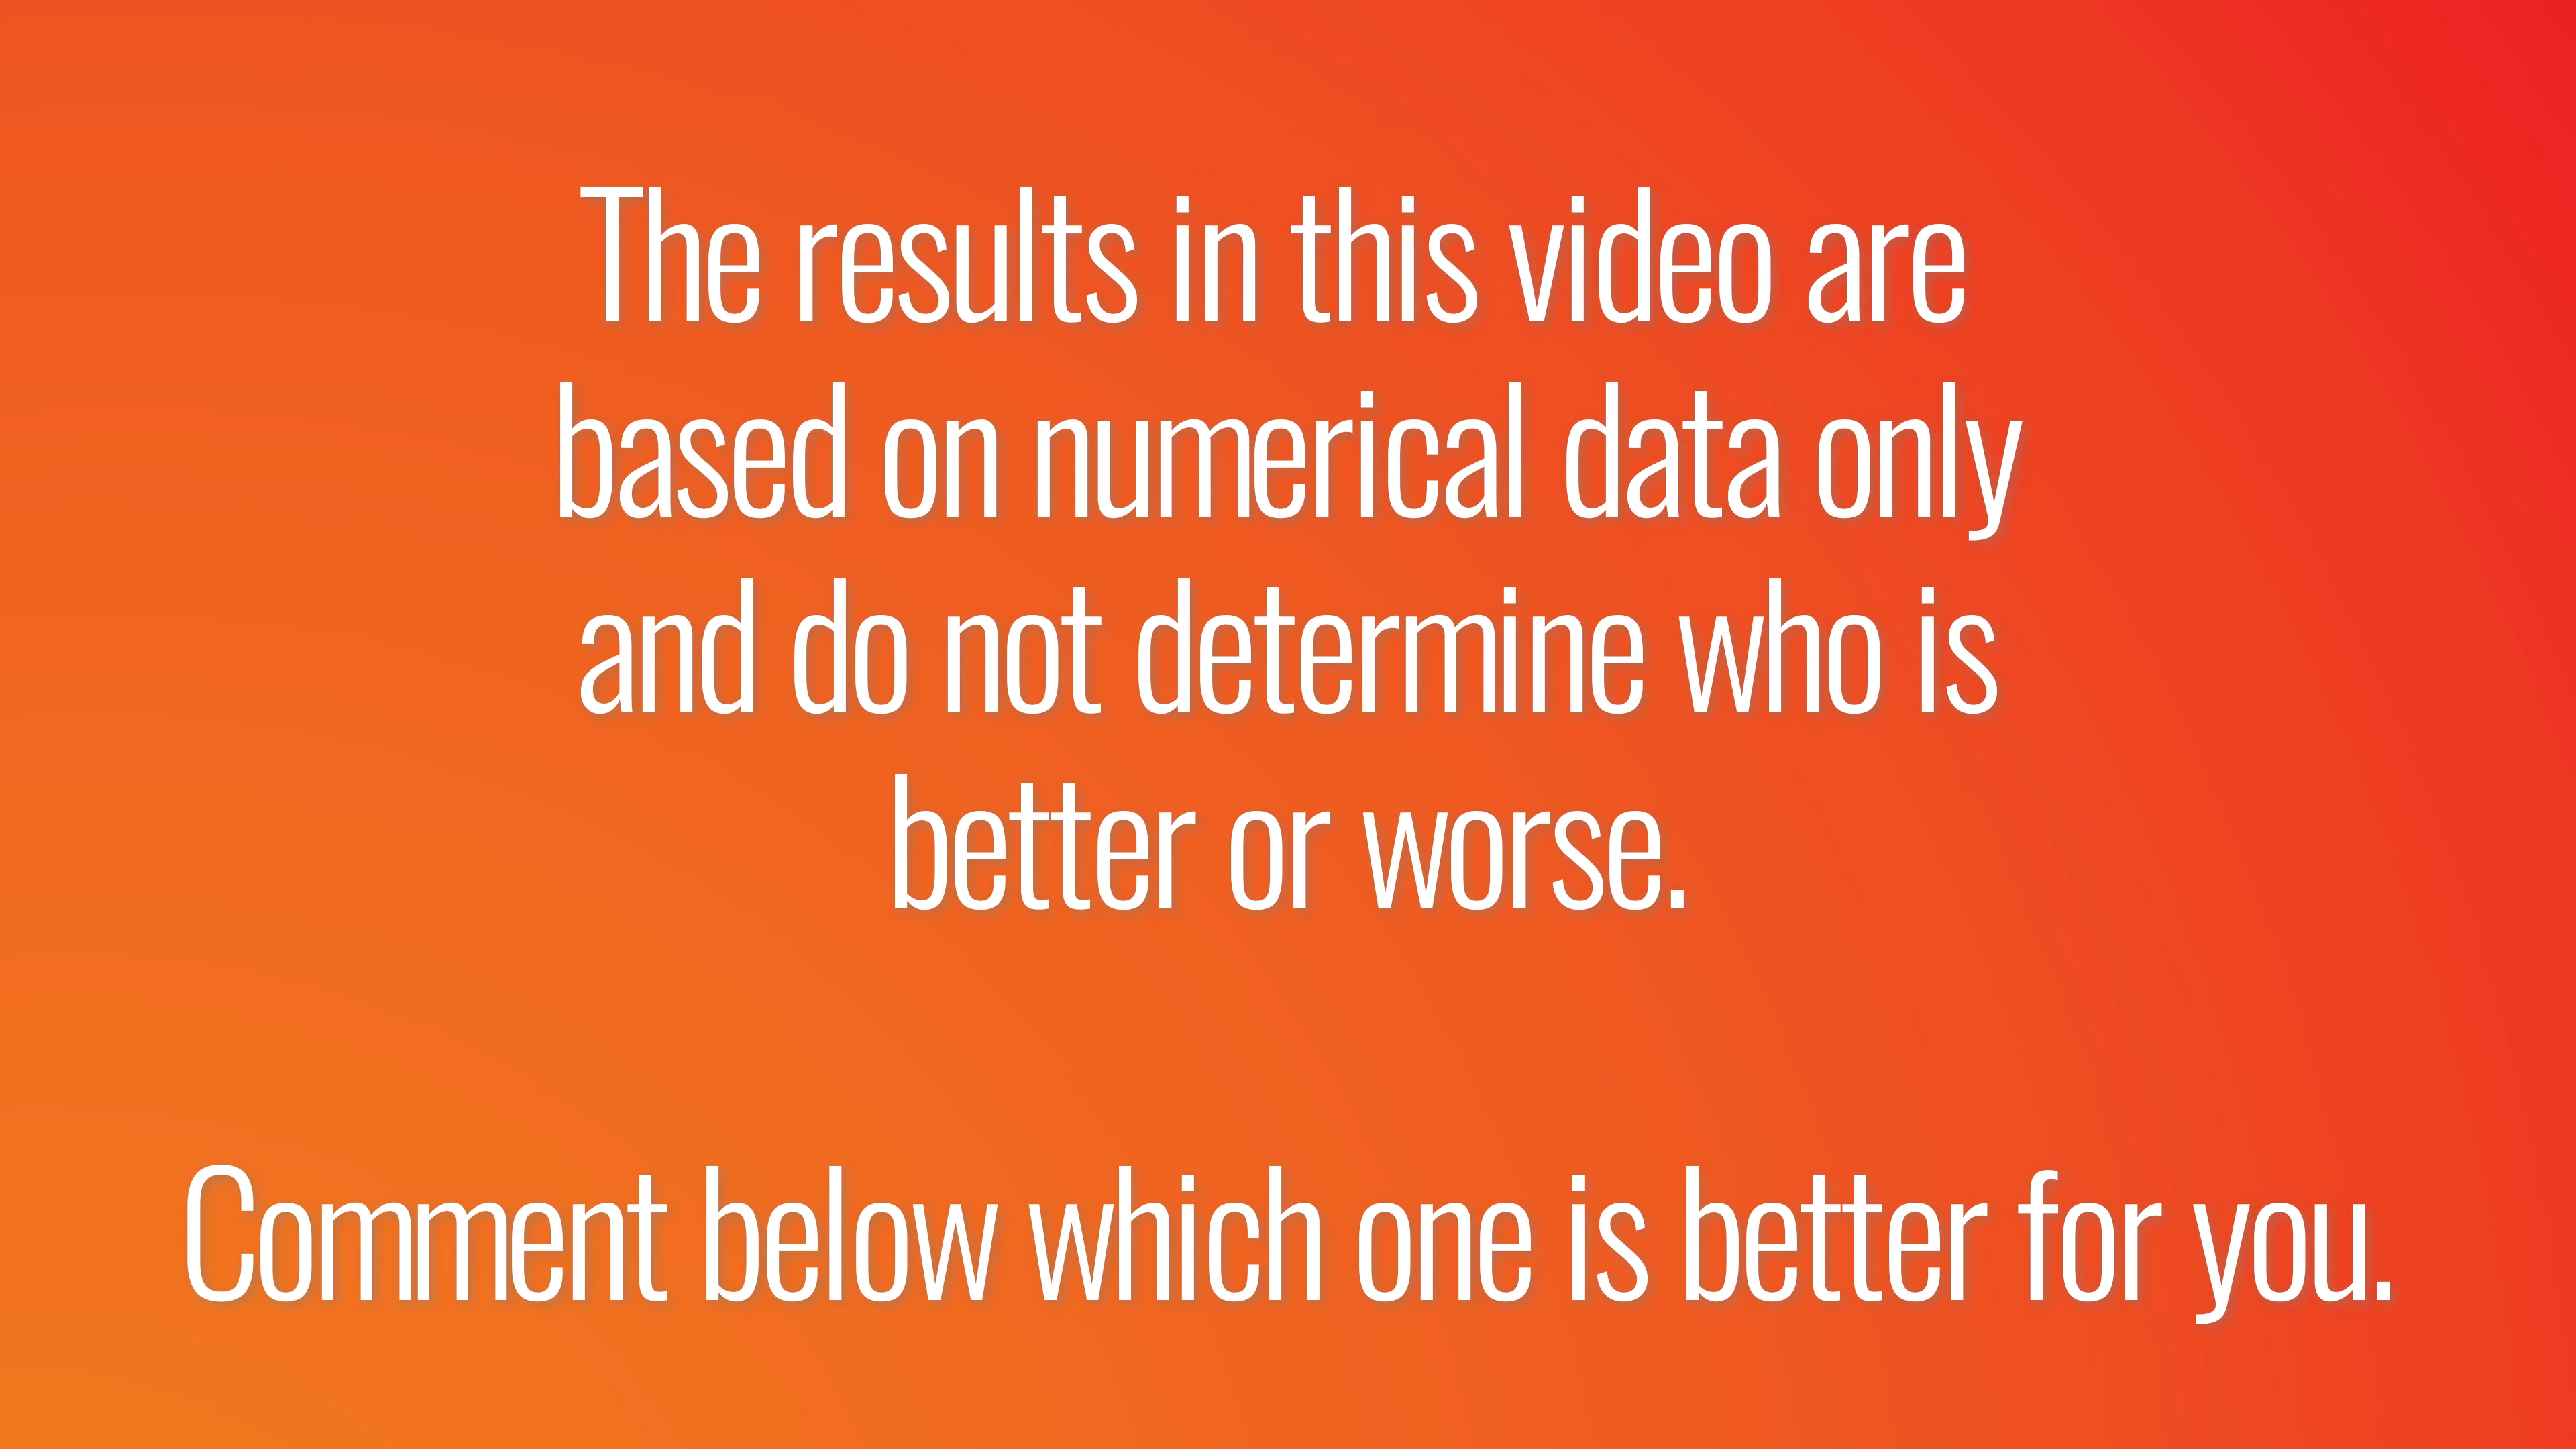 The results in this video are
based on numerical data only
and do not determine who is
better or worse.
Comment below which one is better for you.